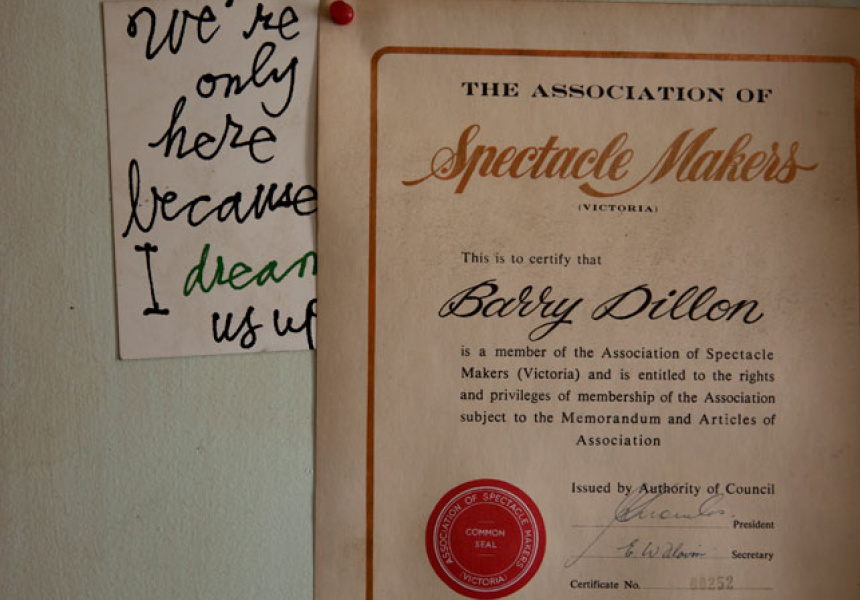 We're
only
here
because
I drean
us up
THE ASSOCIATION OF
Spectacle Makers
(VICTORIA)
This is to certify that
Barry Dillon
is a member of the Association of Spectacle
Makers (Victoria) and is entitled to the rights
and privileges of membership of the Association
subject to the Memorandum and Articles of
Association
Issued by Authority of Council
President
Secretary
Certificate No. 00252
ASSOCIATION OF SPECTACLE MAKERS
COMMON
SEAL
(VICTORIA)